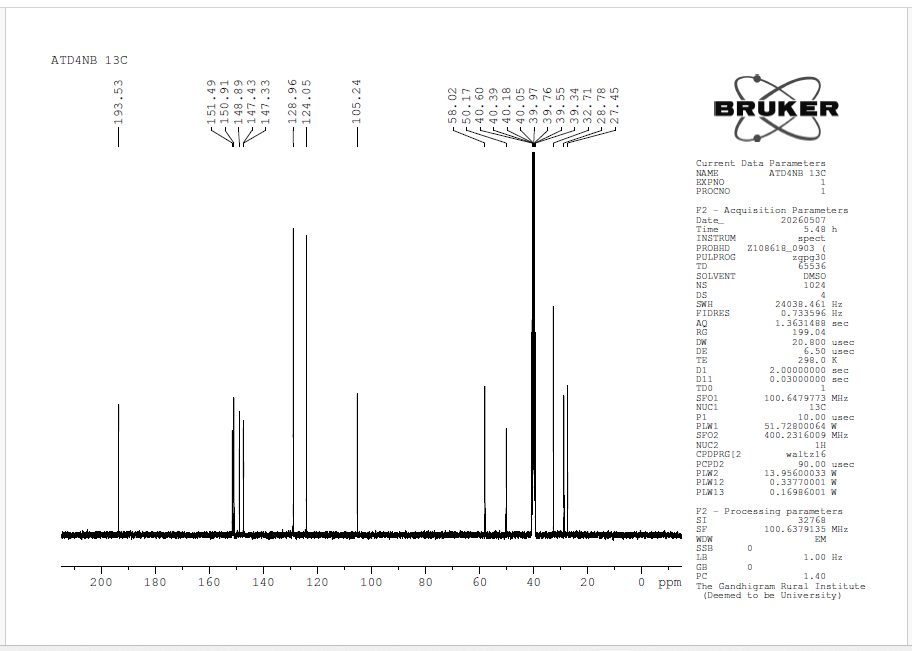 ATD4NB 13C
193.53
151.49
150.91
148.89
147.43
147.33
128.96
124.05
105.24
58.02
50.17
40.60
40.39
40.18
40.05
39.97
39.76
39.55
39.34
32.71
28.78
27.45
BRUKER
Current Data Parameters
NAME ATD4NB 13C
EXPNO 1
PROCNO 1
F2 - Acquisition Parameters
Date_ 20260507
Time 5.48 h
INSTRUM spect
PROBHD Z108618_0903 (
PULPROG zgpg30
TD 65536
SOLVENT DMSO
NS 1024
DS 4
SWH 24038.461 Hz
FIDRES 0.733596 Hz
AQ 1.3631488 sec
RG 199.04
DW 20.800 usec
DE 6.50 usec
TE 298.0 K
D1 2.00000000 sec
D11 0.03000000 sec
TD0 1
SFO1 100.6479773 MHz
NUC1 13C
P1 10.00 usec
PLW1 51.72800064 W
SFO2 400.2316009 MHz
NUC2 1H
CPDPRG[2 waltz16
PCPD2 90.00 usec
PLW2 13.95600033 W
PLW12 0.33770001 W
PLW13 0.16986001 W
F2 - Processing parameters
SI 32768
SF 100.6379135 MHz
WDW EM
SSB 0
LB 1.00 Hz
GB 0
PC 1.40
The Gandhigram Rural Institute
(Deemed to be University)
200 180 160 140 120 100 80 60 40 20 0 ppm